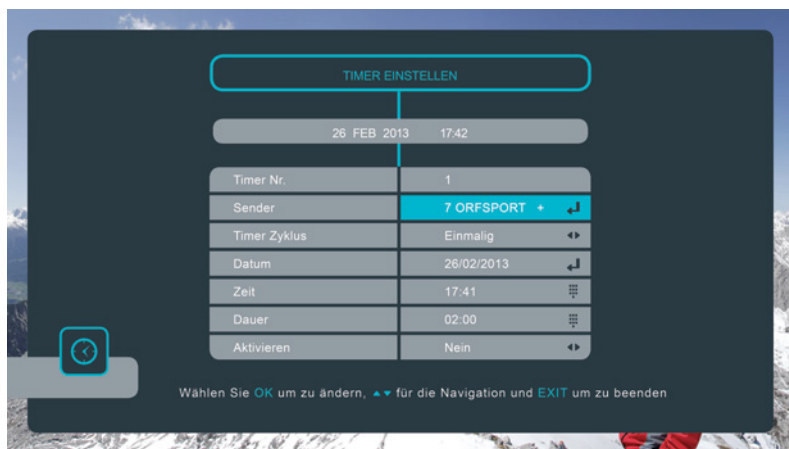 TIMER EINSTELLEN
26 FEB 2013 17:42
Timer Nr. 1
Sender 7 ORFSPORT +
Timer Zyklus Einmalig
Datum 26/02/2013
Zeit 17:41
Dauer 02:00
Aktivieren Nein
Wählen Sie OK um zu ändern, ▲▼ für die Navigation und EXIT um zu beenden